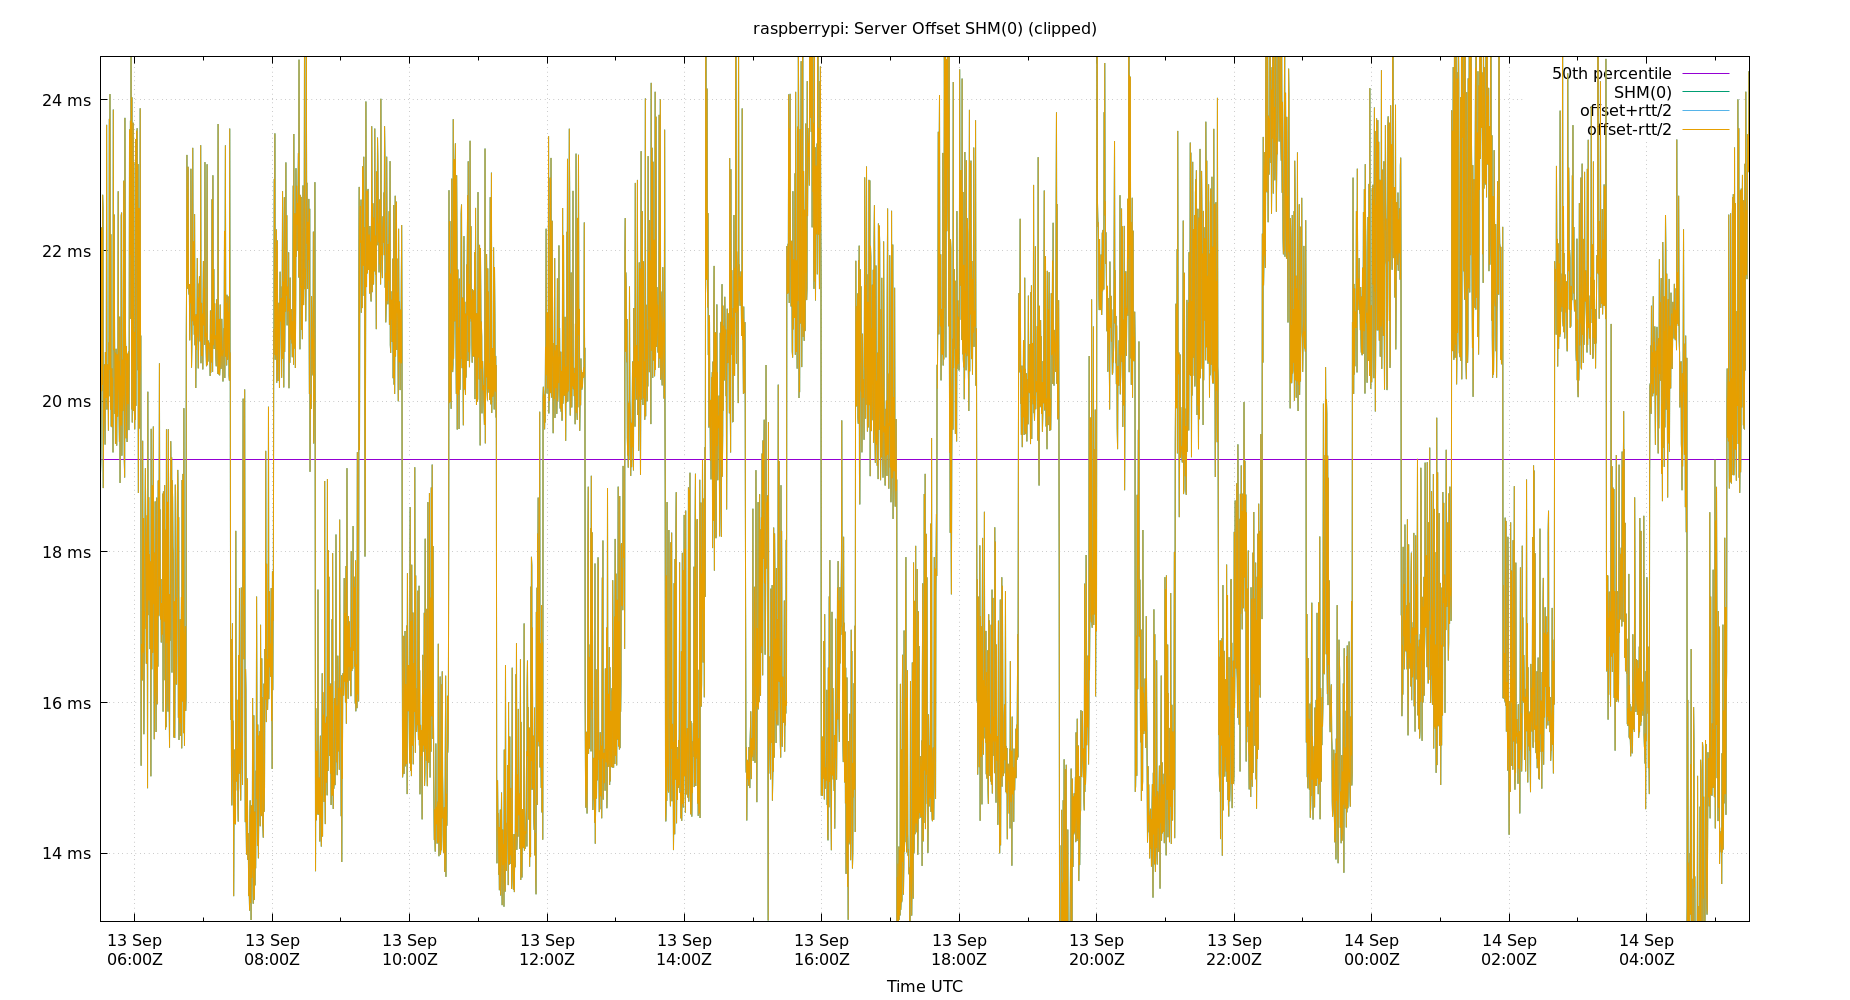 raspberrypi: Server Offset SHM(0) (clipped)
50th percentile
SHM(0)
offset+rtt/2
offset-rtt/2
24 ms
22 ms
20 ms
18 ms
16 ms
14 ms
13 Sep 13 Sep 13 Sep 13 Sep 13 Sep 13 Sep 13 Sep 13 Sep 13 Sep 14 Sep 14 Sep 14 Sep
06:00Z 08:00Z 10:00Z 12:00Z 14:00Z 16:00Z 18:00Z 20:00Z 22:00Z 00:00Z 02:00Z 04:00Z
Time UTC